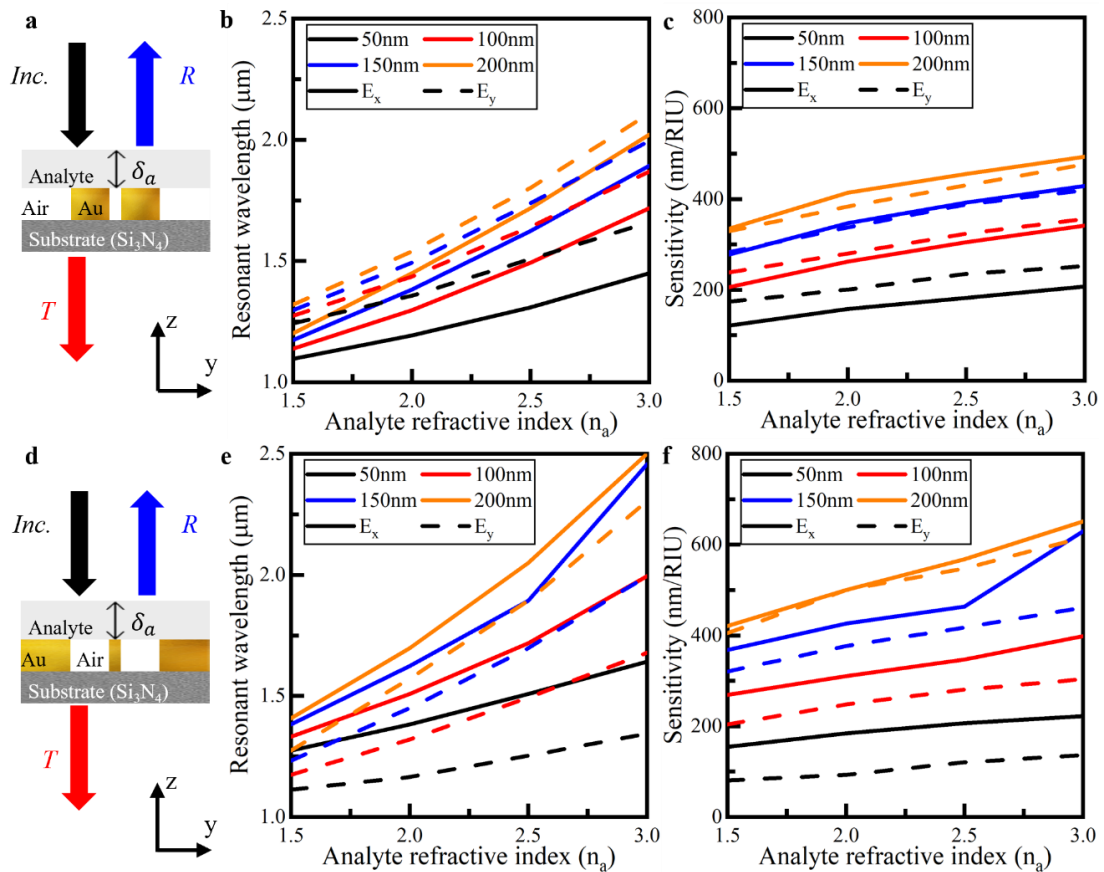 a
Inc.
R
Analyte
δₐ
Air
Au
Substrate (Si₃N₄)
T
z
y
b
50nm 100nm
150nm 200nm
Eₓ E_y
Resonant wavelength (μm)
2.5
2.0
1.5
1.0
1.5 2.0 2.5 3.0
Analyte refractive index (nₐ)
c
50nm 100nm
150nm 200nm
Eₓ E_y
Sensitivity (nm/RIU)
800
600
400
200
0
1.5 2.0 2.5 3.0
Analyte refractive index (nₐ)
d
Inc.
R
Analyte
δₐ
Au Air
Substrate (Si₃N₄)
T
z
y
e
50nm 100nm
150nm 200nm
Eₓ E_y
Resonant wavelength (μm)
2.5
2.0
1.5
1.0
1.5 2.0 2.5 3.0
Analyte refractive index (nₐ)
f
50nm 100nm
150nm 200nm
Eₓ E_y
Sensitivity (nm/RIU)
800
600
400
200
0
1.5 2.0 2.5 3.0
Analyte refractive index (nₐ)